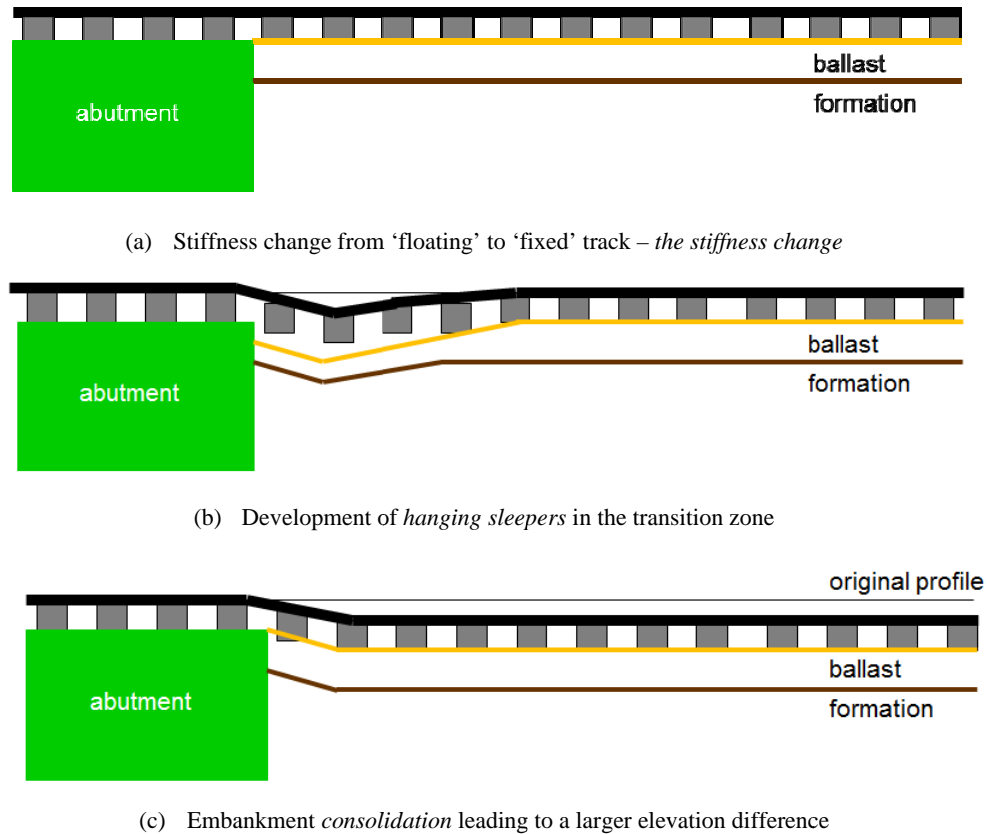 ballast
abutment
formation
(a) Stiffness change from ‘floating’ to ‘fixed’ track – the stiffness change
ballast
abutment
formation
(b) Development of hanging sleepers in the transition zone
original profile
ballast
abutment
formation
(c) Embankment consolidation leading to a larger elevation difference